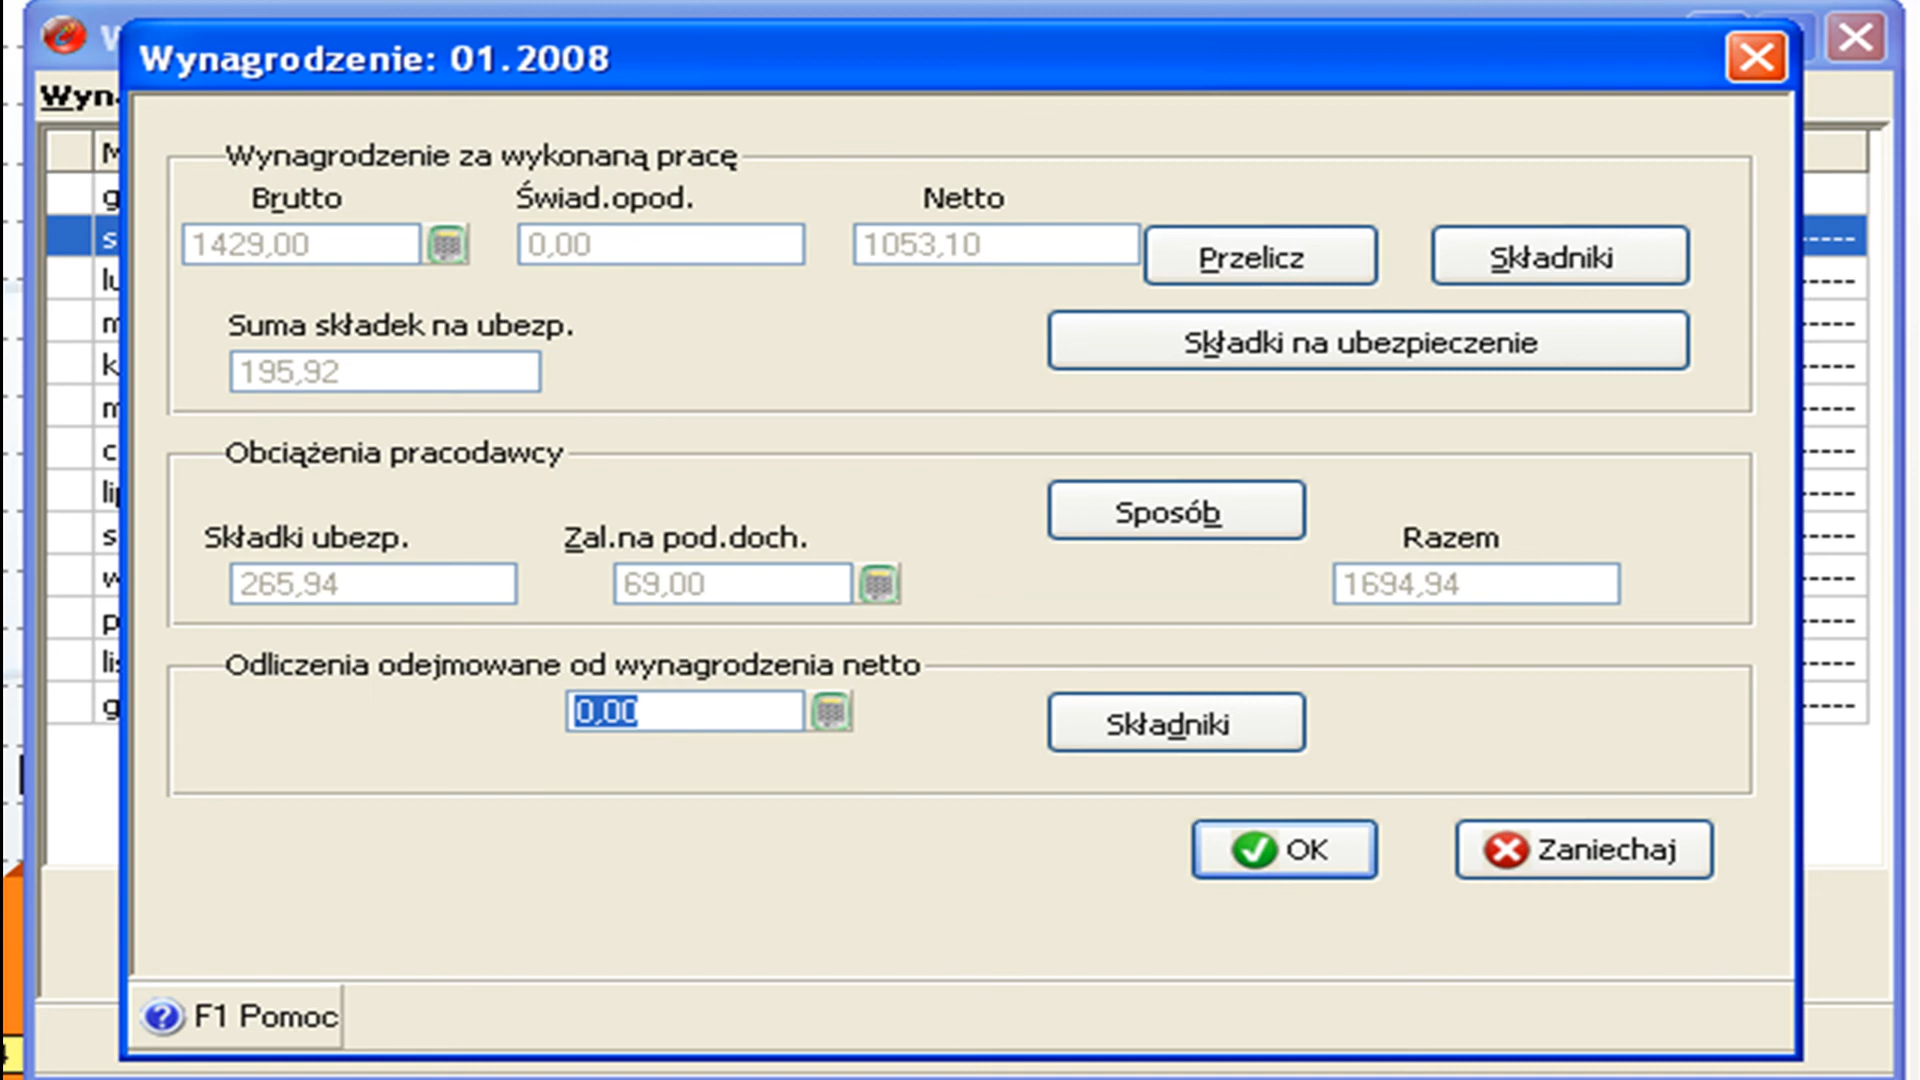 Wynagrodzenie: 01.2008
Wyn
Wynagrodzenie za wykonaną pracę
Brutto Świad.opod. Netto
1429,00 0,00 1053,10 Przelicz Składniki
Suma składek na ubezp.
195,92 Składki na ubezpieczenie
Obciążenia pracodawcy
Sposób
Składki ubezp. Zal.na pod.doch. Razem
265,94 69,00 1694,94
Odliczenia odejmowane od wynagrodzenia netto
0,00 Składniki
OK Zaniechaj
F1 Pomoc